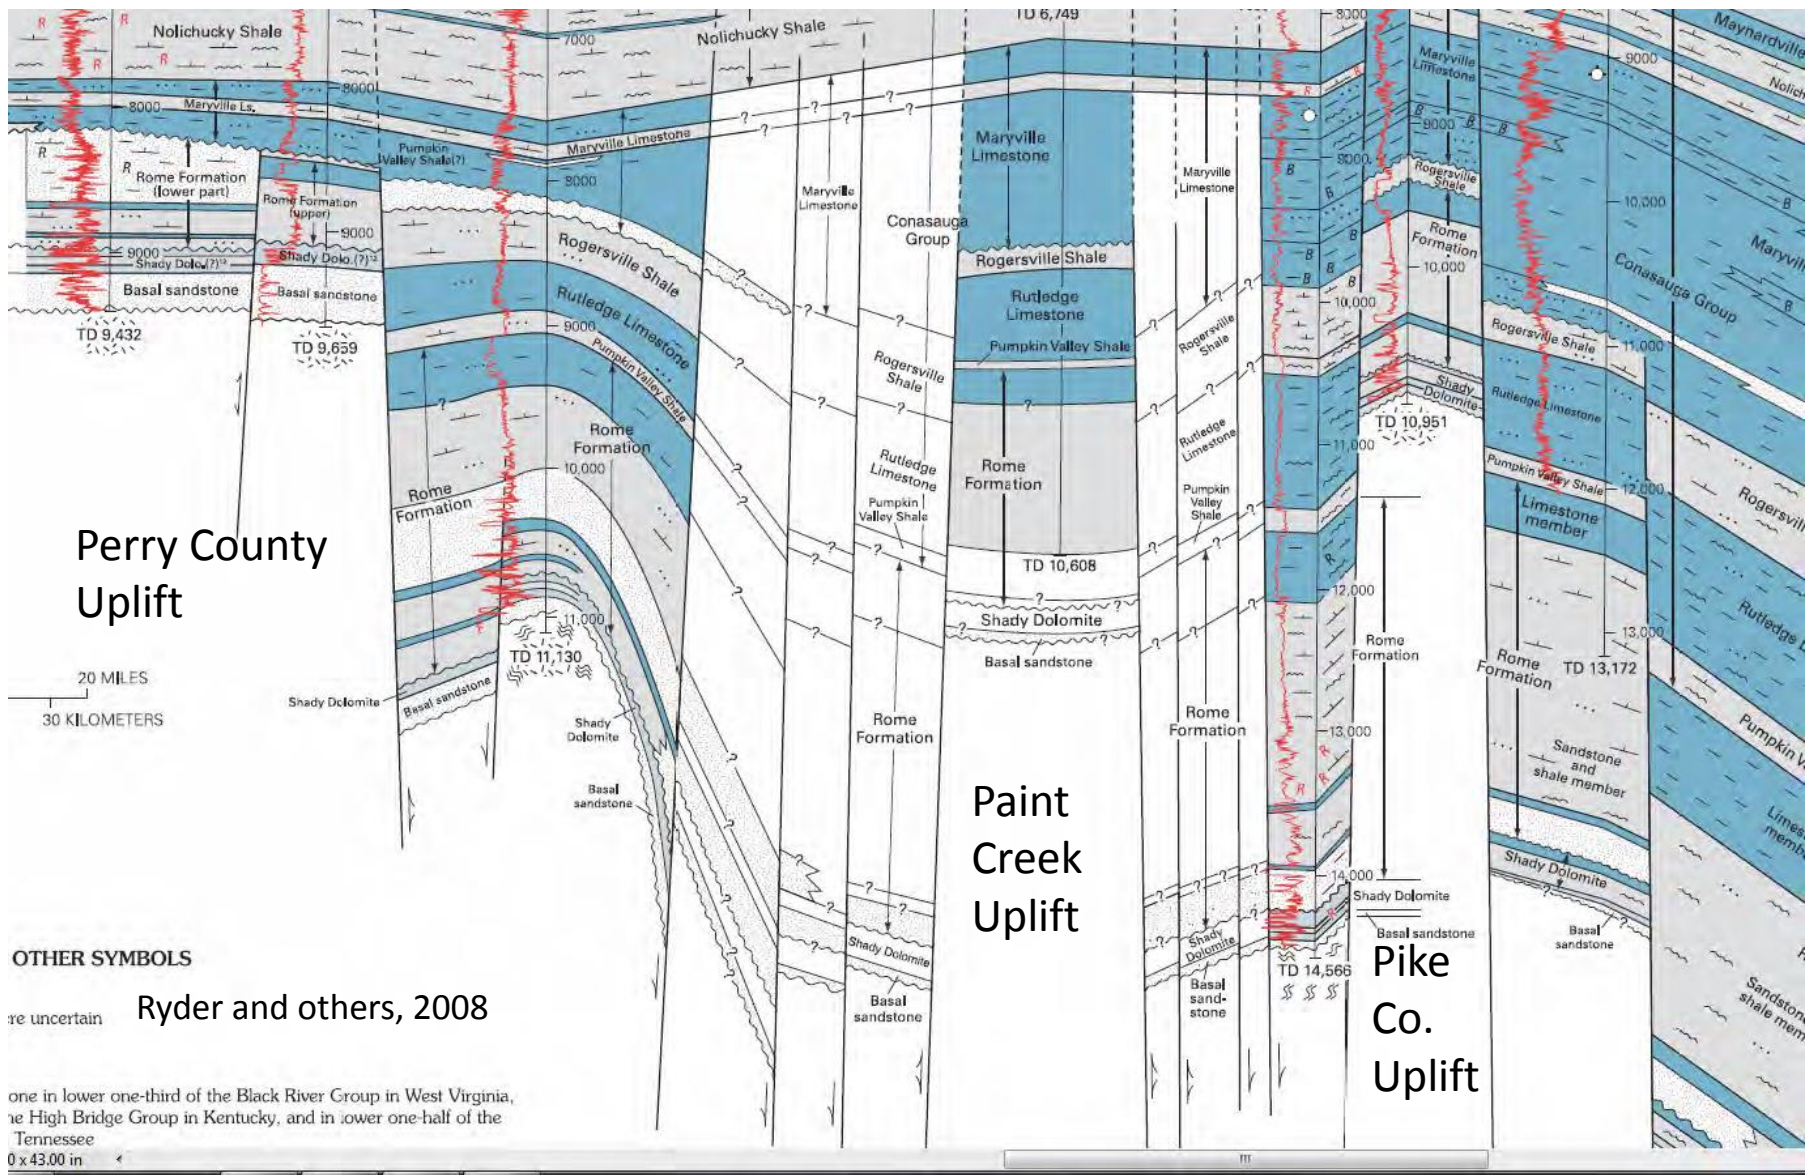 R
Nolichucky Shale
R
R
R
8000
Maryville Ls.
8000
7000
Nolichucky Shale
TD 6,749
8000
9000
Maynardville
Maryville
Limestone
R
Rome Formation
(lower part)
R
9000
Shady Dolo.(?)¹²
Basal sandstone
TD 9,432
Rome Formation
(upper)
9000
Shady Dolo.(?)¹²
Basal sandstone
TD 9,659
Pumpkin
Valley Shale(?)
Maryville Limestone
8000
Rogersville Shale
Rutledge Limestone
9000
Pumpkin Valley Shale
Rome
Formation
Rome
Formation
10,000
11,000
TD 11,130
Shady Dolomite
Basal sandstone
Shady
Dolomite
Basal
sandstone
Maryville
Limestone
Conasauga
Group
Rogersville
Shale
Rutledge
Limestone
Pumpkin
Valley Shale
Rome
Formation
Shady Dolomite
Basal
sandstone
Maryville
Limestone
Rogersville Shale
Rutledge
Limestone
Pumpkin Valley Shale
Rome
Formation
TD 10,608
Shady Dolomite
Basal sandstone
Maryville
Limestone
Rogersville
Shale
Rutledge
Limestone
Pumpkin
Valley
Shale
Rome
Formation
Shady
Dolomite
Basal
sand-
stone
R
R
B
B
B
B
B
B
9000
10,000
11,000
R
12,000
13,000
R
R
R
R
14,000
R
TD 14,566
B
B
B
9000
Rogersville
Shale
Rome
Formation
10,000
Shady
Dolomite
TD 10,951
Rome
Formation
Shady Dolomite
Basal sandstone
10,000
B
B
Conasauga Group
Rogersville Shale
11,000
Rutledge Limestone
Pumpkin Valley Shale
12,000
Limestone
member
13,000
Rome
Formation
TD 13,172
Sandstone
and
shale member
Shady Dolomite
Basal
sandstone
Perry County
Uplift
20 MILES
30 KILOMETERS
Paint
Creek
Uplift
Pike
Co.
Uplift
OTHER SYMBOLS
Ryder and others, 2008
re uncertain
one in lower one-third of the Black River Group in West Virginia,
ne High Bridge Group in Kentucky, and in lower one-half of the
Tennessee
0 x 43.00 in